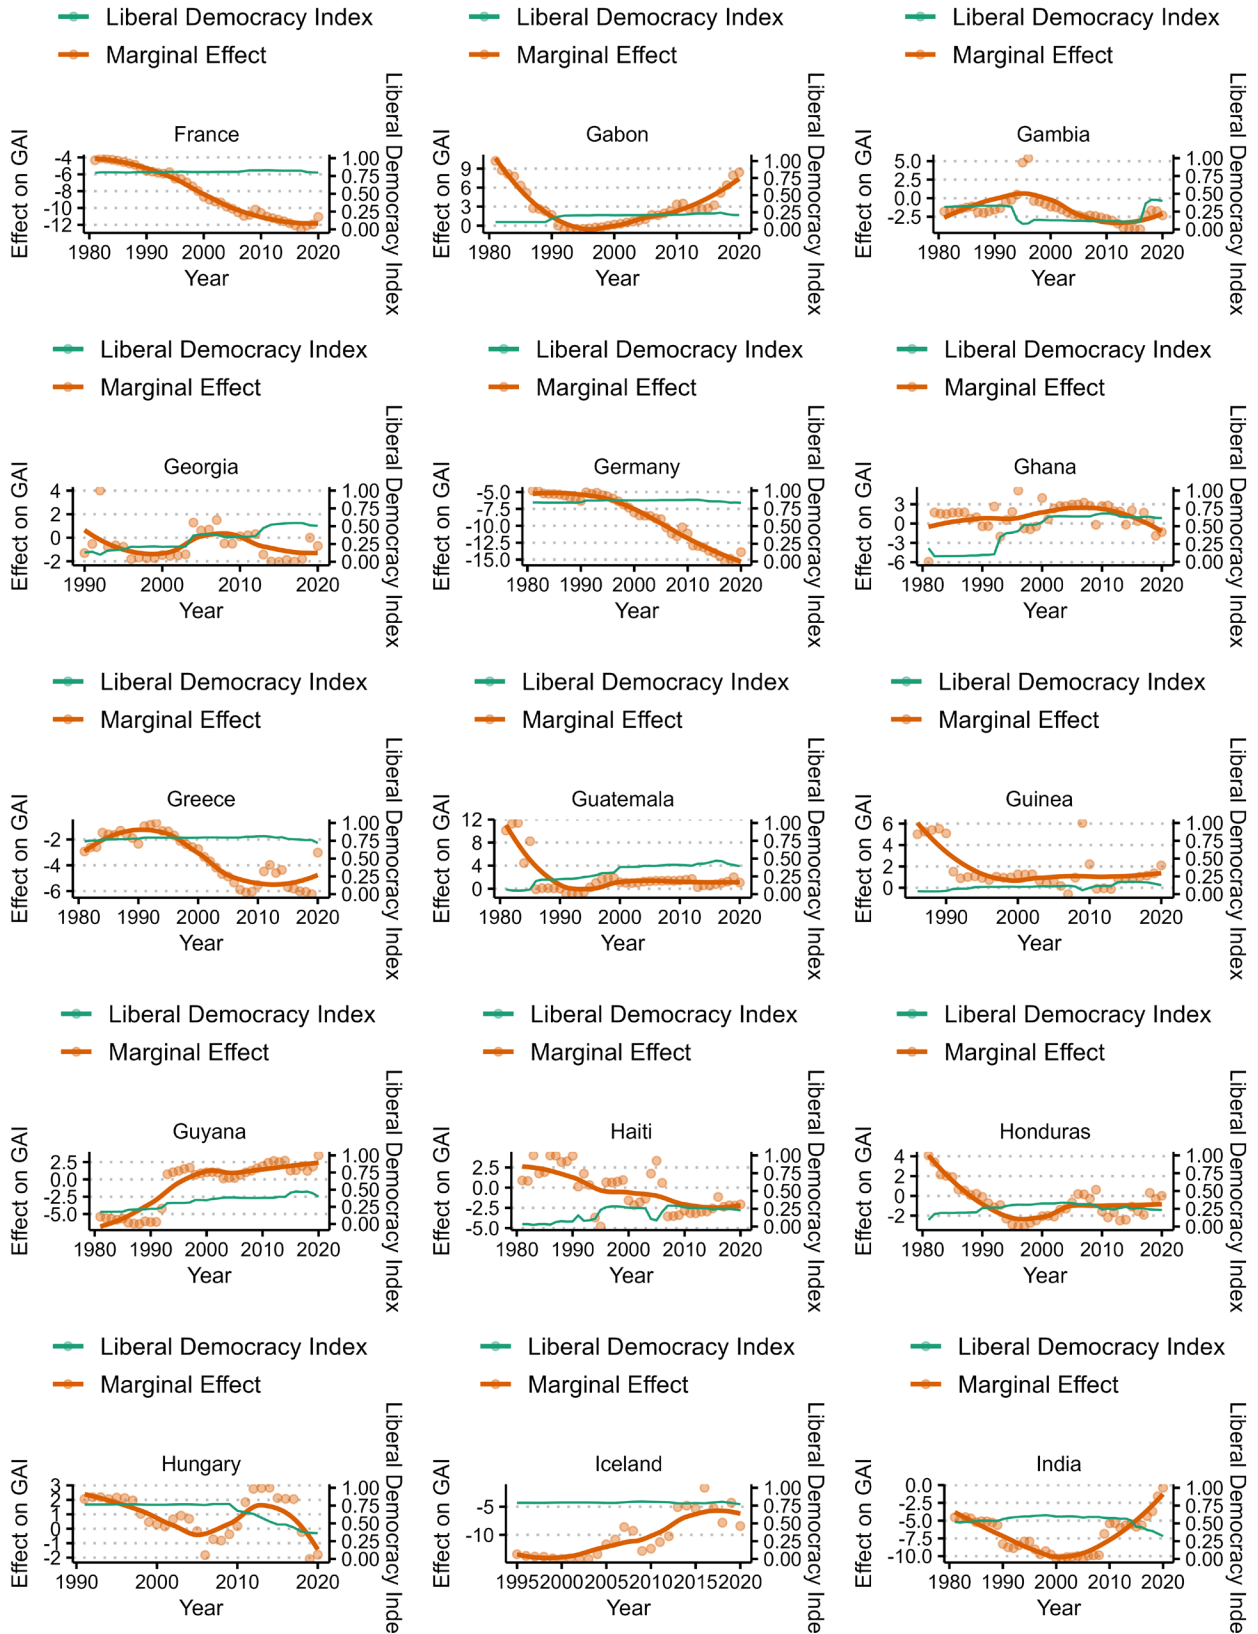 Liberal Democracy Index
Marginal Effect
France
Effect on GAI
-4
-6
-8
-10
-12
1.00
0.75
0.50
0.25
0.00
Liberal Democracy Index
1980 1990 2000 2010 2020
Year
Liberal Democracy Index
Marginal Effect
Gabon
Effect on GAI
9
6
3
0
1.00
0.75
0.50
0.25
0.00
Liberal Democracy Index
1980 1990 2000 2010 2020
Year
Liberal Democracy Index
Marginal Effect
Gambia
Effect on GAI
5.0
2.5
0.0
-2.5
1.00
0.75
0.50
0.25
0.00
Liberal Democracy Index
1980 1990 2000 2010 2020
Year
Liberal Democracy Index
Marginal Effect
Georgia
Effect on GAI
4
2
0
-2
1.00
0.75
0.50
0.25
0.00
Liberal Democracy Index
1990 2000 2010 2020
Year
Liberal Democracy Index
Marginal Effect
Germany
Effect on GAI
-5.0
-7.5
-10.0
-12.5
-15.0
1.00
0.75
0.50
0.25
0.00
Liberal Democracy Index
1980 1990 2000 2010 2020
Year
Liberal Democracy Index
Marginal Effect
Ghana
Effect on GAI
3
0
-3
-6
1.00
0.75
0.50
0.25
0.00
Liberal Democracy Index
1980 1990 2000 2010 2020
Year
Liberal Democracy Index
Marginal Effect
Greece
Effect on GAI
-2
-4
-6
1.00
0.75
0.50
0.25
0.00
Liberal Democracy Index
1980 1990 2000 2010 2020
Year
Liberal Democracy Index
Marginal Effect
Guatemala
Effect on GAI
12
8
4
0
1.00
0.75
0.50
0.25
0.00
Liberal Democracy Index
1980 1990 2000 2010 2020
Year
Liberal Democracy Index
Marginal Effect
Guinea
Effect on GAI
6
4
2
0
1.00
0.75
0.50
0.25
0.00
Liberal Democracy Index
1990 2000 2010 2020
Year
Liberal Democracy Index
Marginal Effect
Guyana
Effect on GAI
2.5
0.0
-2.5
-5.0
1.00
0.75
0.50
0.25
0.00
Liberal Democracy Index
1980 1990 2000 2010 2020
Year
Liberal Democracy Index
Marginal Effect
Haiti
Effect on GAI
2.5
0.0
-2.5
-5.0
1.00
0.75
0.50
0.25
0.00
Liberal Democracy Index
1980 1990 2000 2010 2020
Year
Liberal Democracy Index
Marginal Effect
Honduras
Effect on GAI
4
2
0
-2
1.00
0.75
0.50
0.25
0.00
Liberal Democracy Index
1980 1990 2000 2010 2020
Year
Liberal Democracy Index
Marginal Effect
Hungary
Effect on GAI
3
2
1
0
-1
-2
1.00
0.75
0.50
0.25
0.00
Liberal Democracy Inde
1990 2000 2010 2020
Year
Liberal Democracy Index
Marginal Effect
Iceland
Effect on GAI
-5
-10
1.00
0.75
0.50
0.25
0.00
Liberal Democracy Inde
199520002005201020152020
Year
Liberal Democracy Index
Marginal Effect
India
Effect on GAI
0.0
-2.5
-5.0
-7.5
-10.0
1.00
0.75
0.50
0.25
0.00
Liberal Democracy Inde
1980 1990 2000 2010 2020
Year